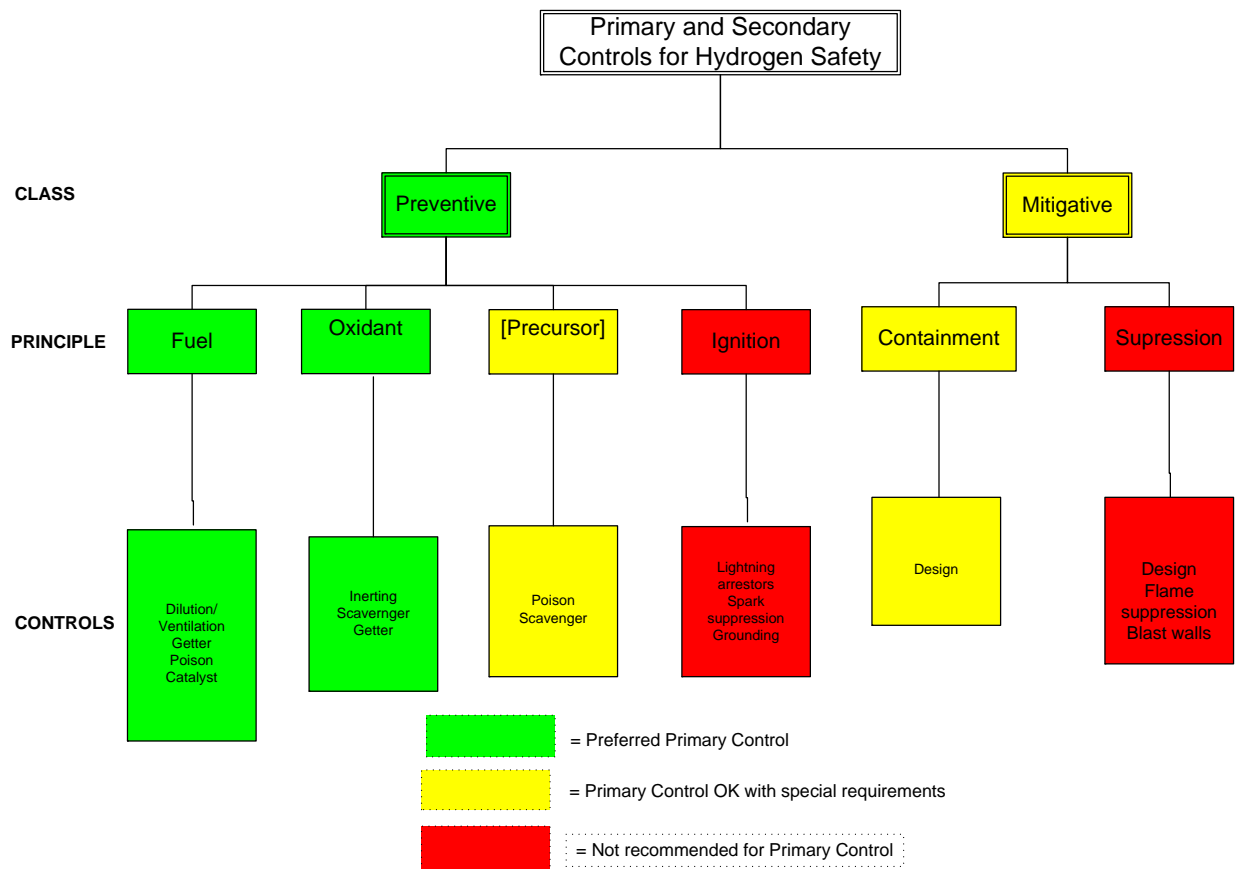 Primary and Secondary
Controls for Hydrogen Safety
CLASS
Preventive
Mitigative
PRINCIPLE
Fuel
Oxidant
[Precursor]
Ignition
Containment
Supression
CONTROLS
Dilution/
Ventilation
Getter
Poison
Catalyst
Inerting
Scavernger
Getter
Poison
Scavenger
Lightning
arrestors
Spark
suppression
Grounding
Design
Design
Flame
suppression
Blast walls
= Preferred Primary Control
= Primary Control OK with special requirements
= Not recommended for Primary Control